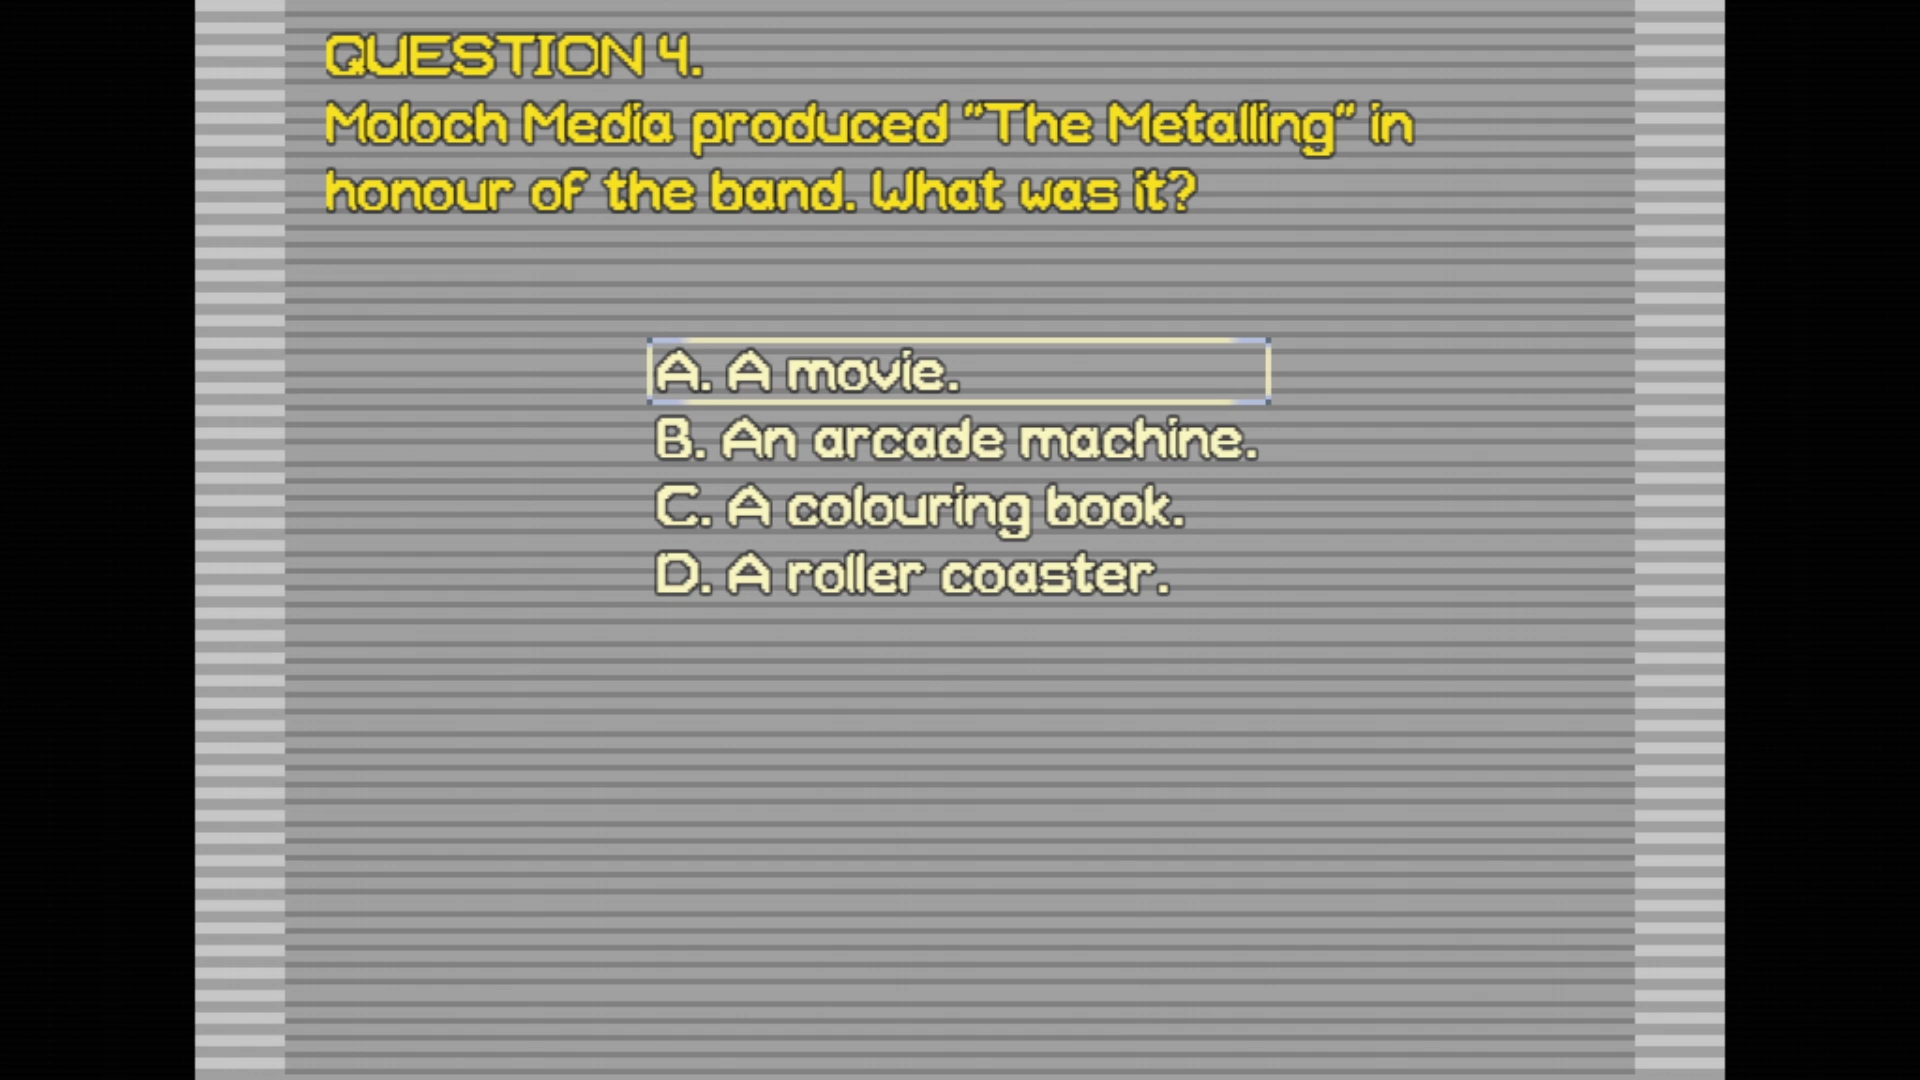 QUESTION 4.
Moloch Media produced "The Metalling" in
honour of the band. What was it?
A. A movie.
B. An arcade machine.
C. A colouring book.
D. A roller coaster.